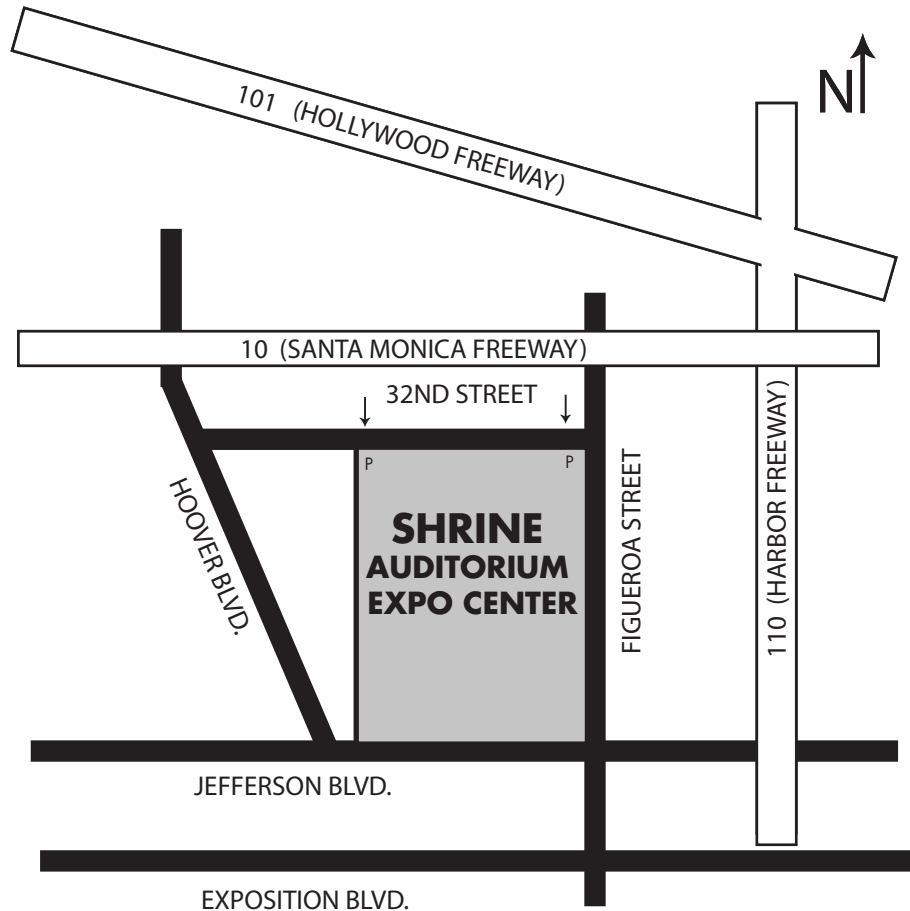 101 (HOLLYWOOD FREEWAY)
N
10 (SANTA MONICA FREEWAY)
32ND STREET
P
P
HOOVER BLVD.
SHRINE
AUDITORIUM
EXPO CENTER
FIGUEROA STREET
110 (HARBOR FREEWAY)
JEFFERSON BLVD.
EXPOSITION BLVD.